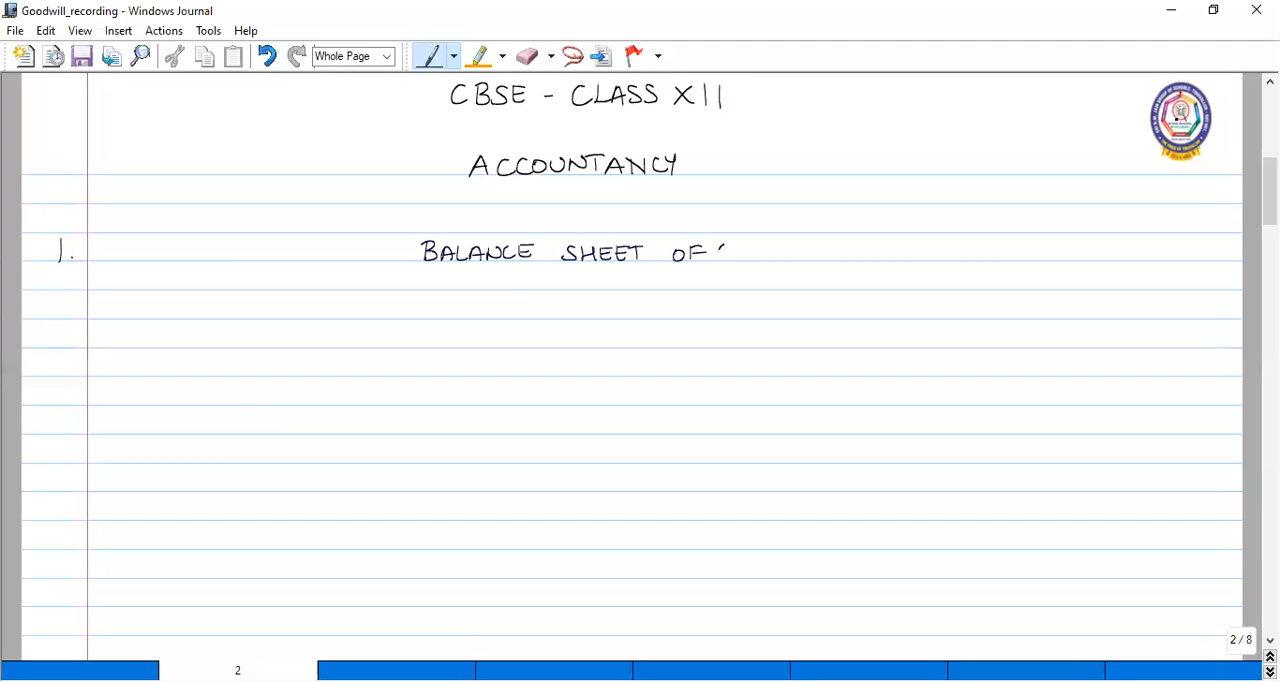 Goodwill_recording - Windows Journal
File Edit View Insert Actions Tools Help
Whole Page
CBSE - CLASS XII
ACCOUNTANCY
1. BALANCE SHEET OF '
2 / 8
2